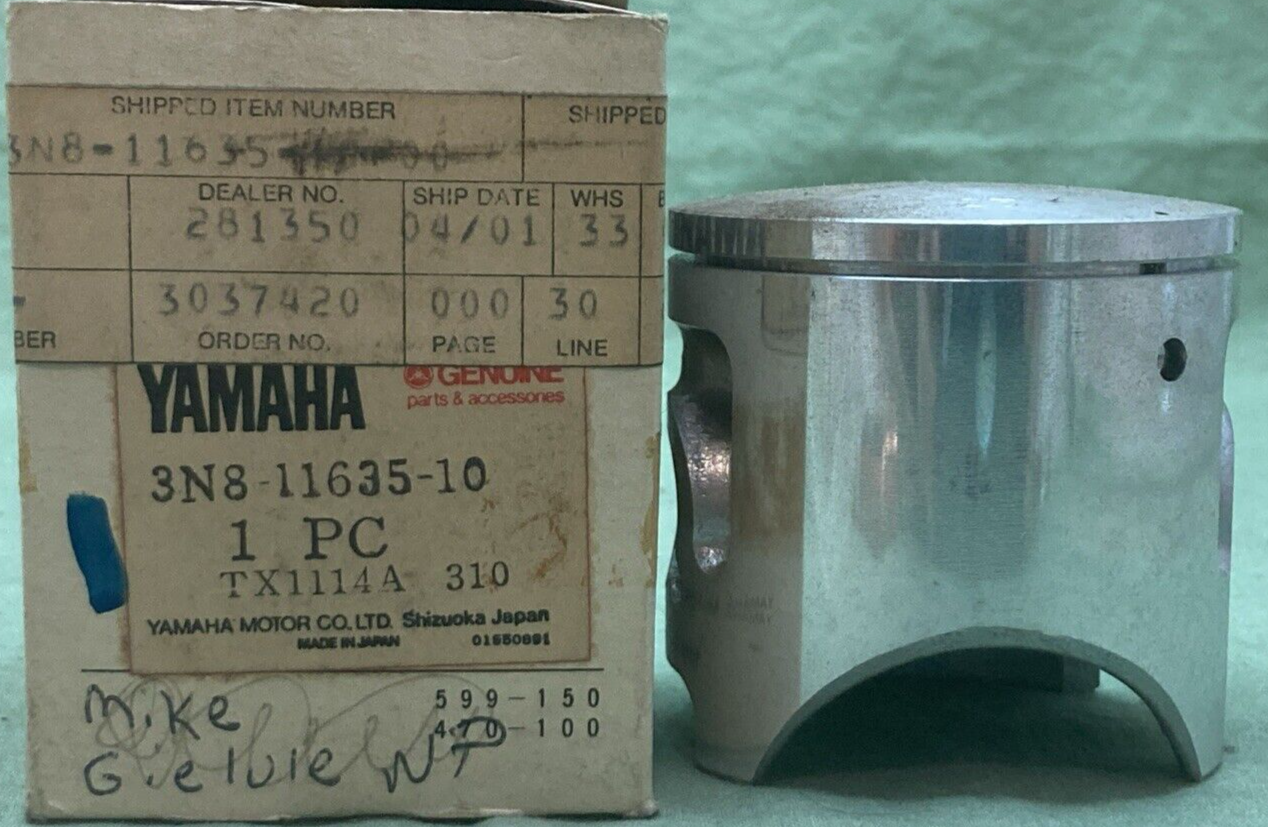 SHIPPED ITEM NUMBER SHIPPED
3N8-11635
DEALER NO. SHIP DATE WHS
281350 04/01 33
3037420 000 30
BER ORDER NO. PAGE LINE
YAMAHA GENUINE
parts & accessories
3N8-11635-10
1 PC
TX1114A 310
YAMAHA MOTOR CO. LTD. Shizuoka Japan
MADE IN JAPAN 01550891
Mike 599-150
470-100
NP